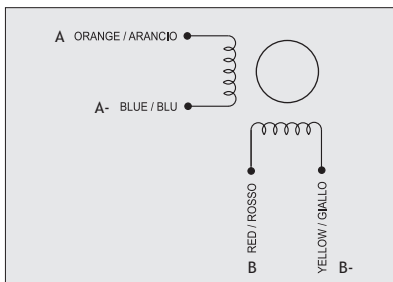 A ORANGE / ARANCIO
A- BLUE / BLU
RED / ROSSO
YELLOW / GIALLO
B
B-